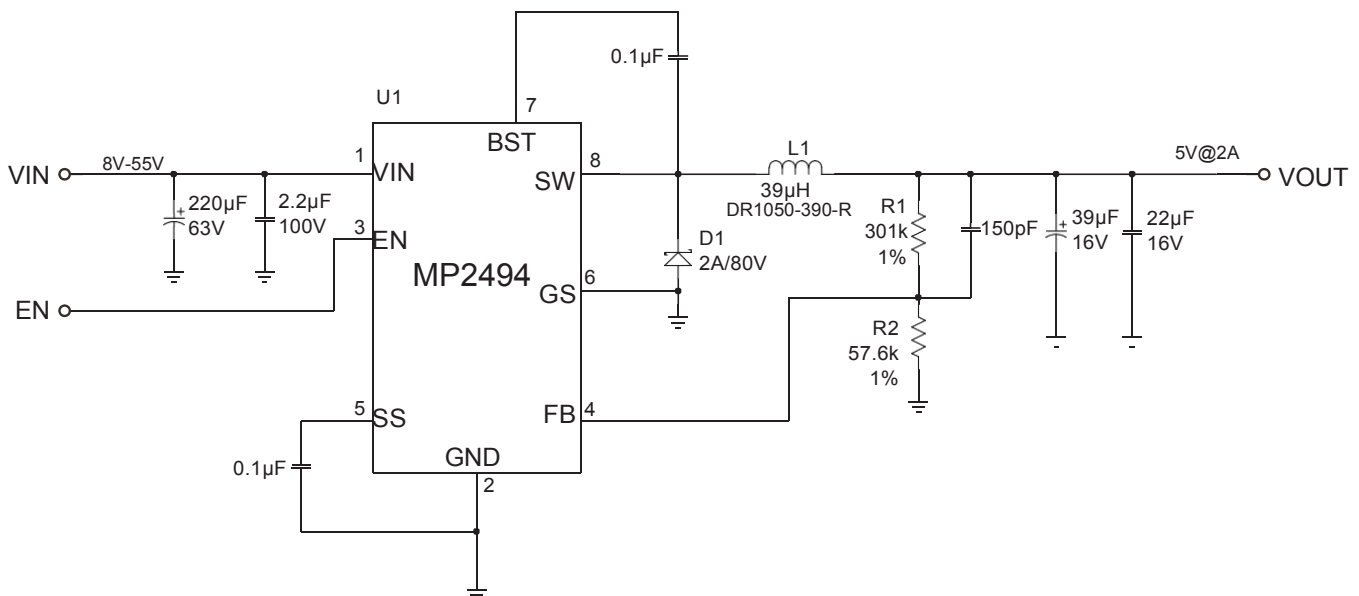 0.1µF
U1
7
BST
VIN
8V-55V
1
VIN
8
SW
L1
39µH
DR1050-390-R
5V@2A
VOUT
220µF
63V
2.2µF
100V
3
EN
MP2494
D1
2A/80V
R1
301k
1%
150pF
39µF
16V
22µF
16V
6
GS
EN
R2
57.6k
1%
5
SS
FB
4
0.1µF
GND
2